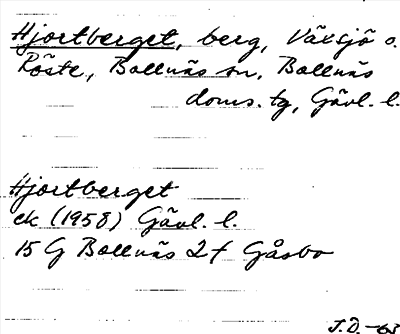 Hjortberget, berg, Växsjö o.
Röste, Bollnäs sn, Bollnäs
doms. tg, Gävl. l.
Hjortberget
ek (1958) Gävl. l.
15 G Bollnäs 2 f Gåsbo
J.D. -63